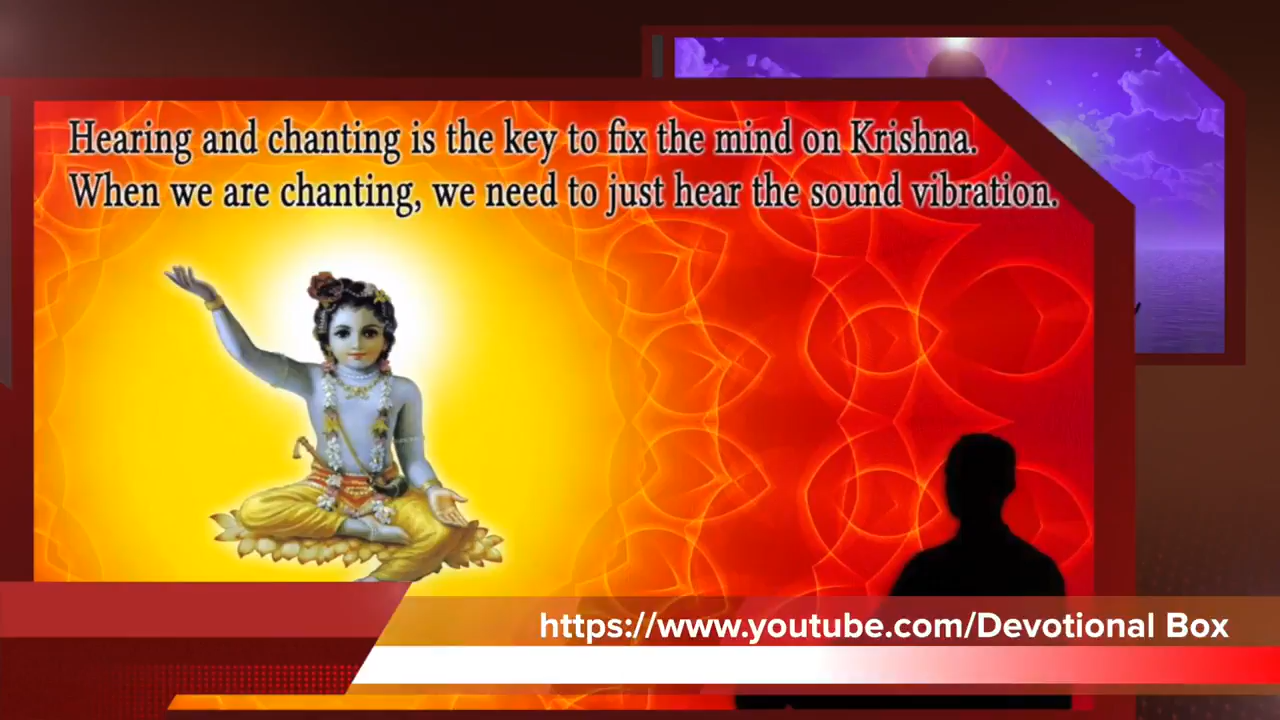 Hearing and chanting is the key to fix the mind on Krishna.
When we are chanting, we need to just hear the sound vibration.
https://www.youtube.com/Devotional Box